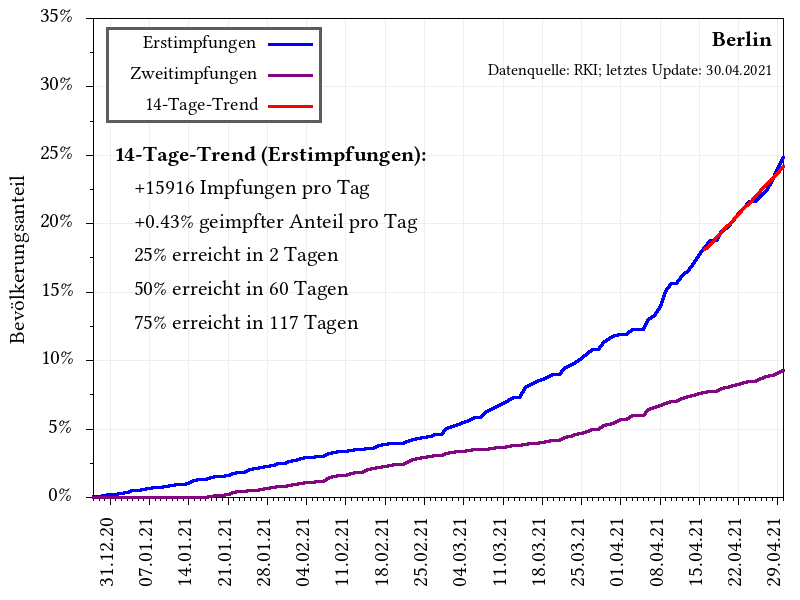 Berlin
Datenquelle: RKI; letztes Update: 30.04.2021
Erstimpfungen
Zweitimpfungen
14-Tage-Trend
14-Tage-Trend (Erstimpfungen):
+15916 Impfungen pro Tag
+0.43% geimpfter Anteil pro Tag
25% erreicht in 2 Tagen
50% erreicht in 60 Tagen
75% erreicht in 117 Tagen
Bevölkerungsanteil
35%
30%
25%
20%
15%
10%
5%
0%
31.12.20
07.01.21
14.01.21
21.01.21
28.01.21
04.02.21
11.02.21
18.02.21
25.02.21
04.03.21
11.03.21
18.03.21
25.03.21
01.04.21
08.04.21
15.04.21
22.04.21
29.04.21